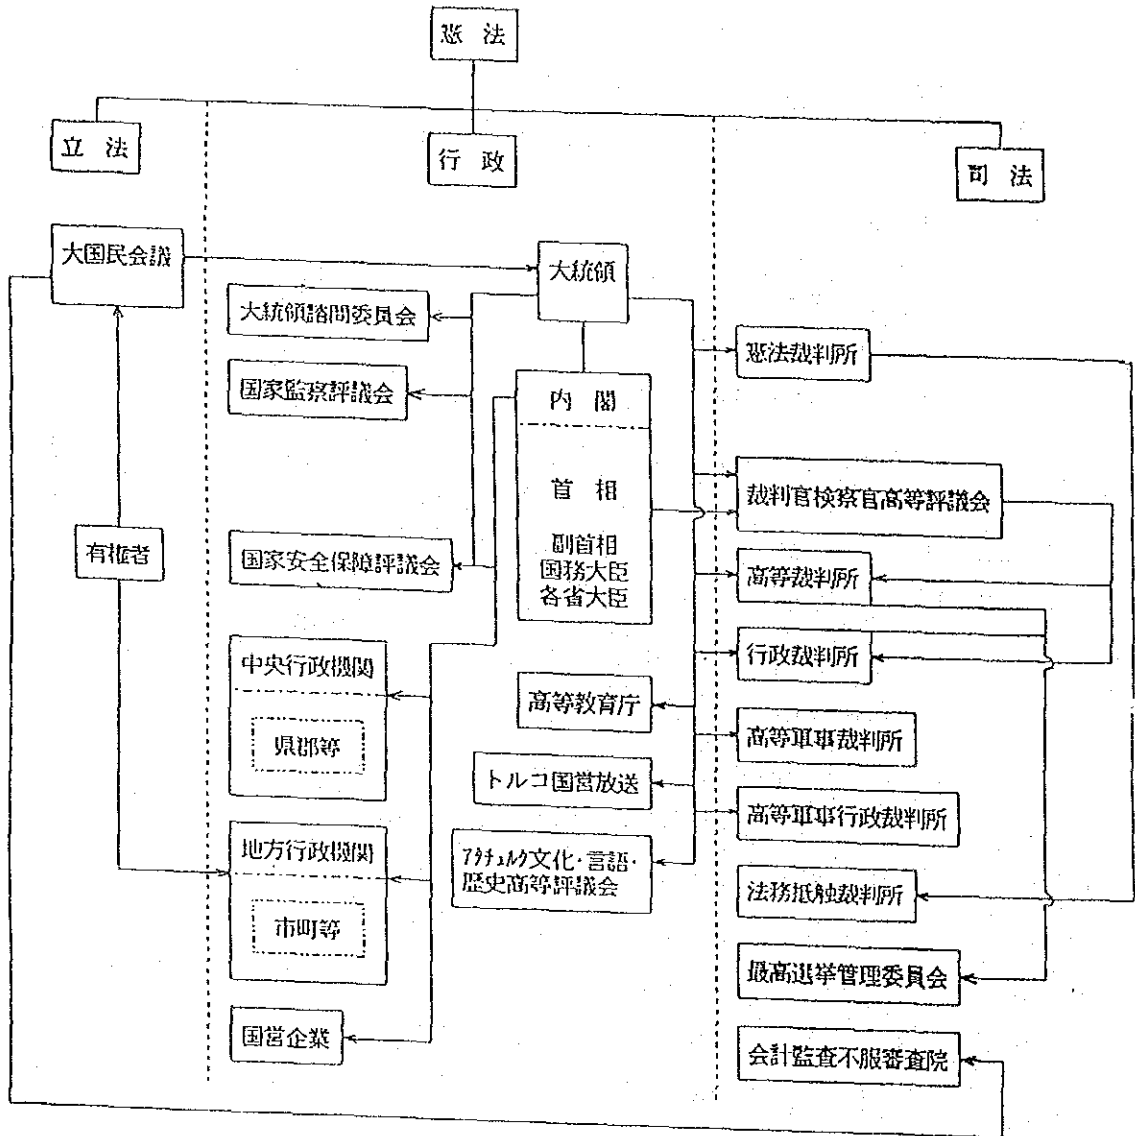 憲法
立法
行政
司法
大国民会議
大統領
大統領諮問委員会
憲法裁判所
国家監察評議会
内閣
首相
裁判官検察官高等評議会
副首相
国務大臣
各省大臣
有権者
国家安全保障評議会
高等裁判所
行政裁判所
中央行政機関
県郡等
高等教育庁
高等軍事裁判所
トルコ国営放送
高等軍事行政裁判所
地方行政機関
市町等
アタチュルク文化・言語・
歴史高等評議会
法務抵触裁判所
最高選挙管理委員会
国営企業
会計監査不服審査院